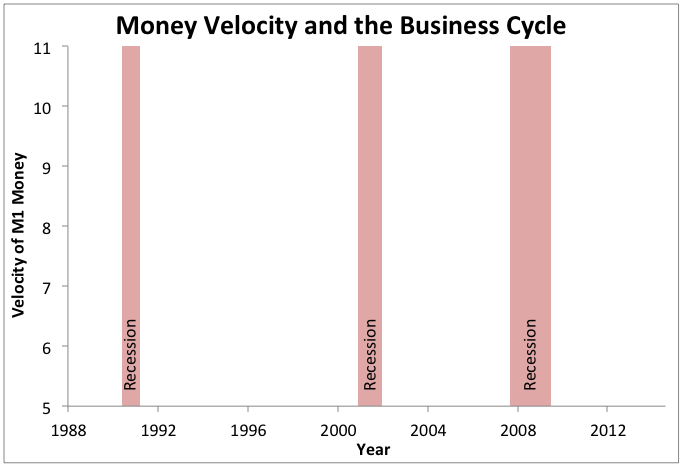 Money Velocity and the Business Cycle
Velocity of M1 Money
11
10
9
8
7
6
5
Recession
Recession
Recession
1988 1992 1996 2000 2004 2008 2012
Year